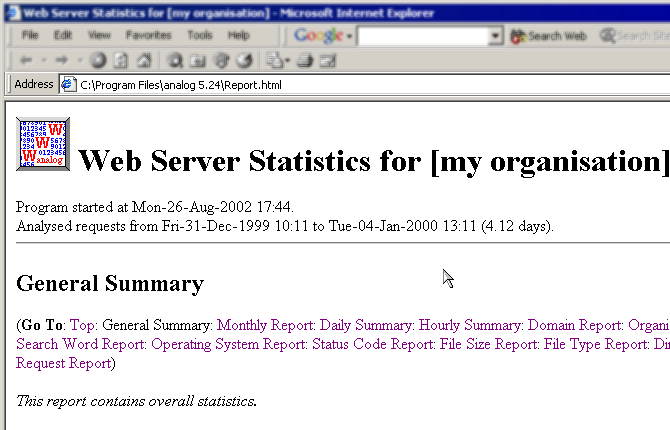 Web Server Statistics for [my organisation] - Microsoft Internet Explorer
File Edit View Favorites Tools Help Google Search Web Search Site
Address C:\Program Files\analog 5.24\Report.html
Web Server Statistics for [my organisation]
Program started at Mon-26-Aug-2002 17:44.
Analysed requests from Fri-31-Dec-1999 10:11 to Tue-04-Jan-2000 13:11 (4.12 days).
General Summary
(Go To: Top: General Summary: Monthly Report: Daily Summary: Hourly Summary: Domain Report: Organi
Search Word Report: Operating System Report: Status Code Report: File Size Report: File Type Report: Di
Request Report)
This report contains overall statistics.